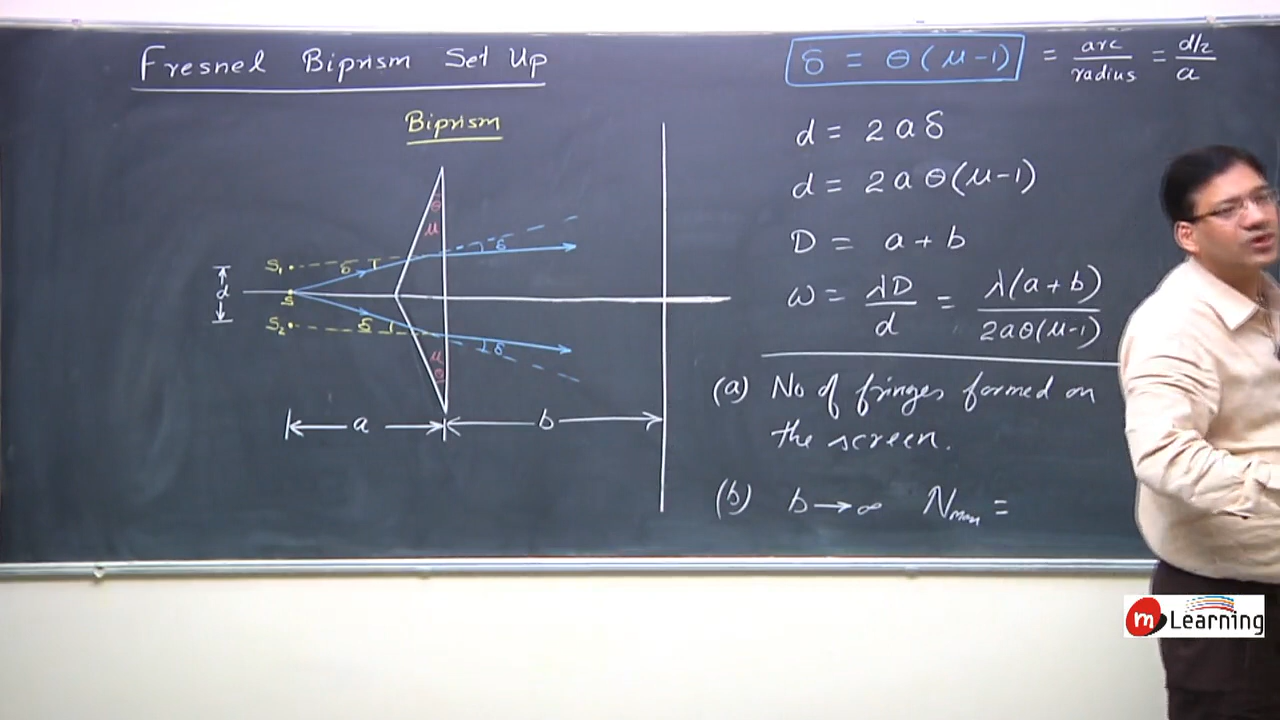 Fresnel Biprism Set Up
δ = θ(μ-1) = arc/radius = d/2/a
Biprism
d = 2aδ
d = 2aθ(μ-1)
D = a+b
ω = λD/d = λ(a+b)/2aθ(μ-1)
θ
μ
δ
S₁
δ
d
S
S₂
δ
δ
μ
θ
a
b
(a) No of fringes formed on
the screen.
(b) b→∞ Nmax =
m Learning